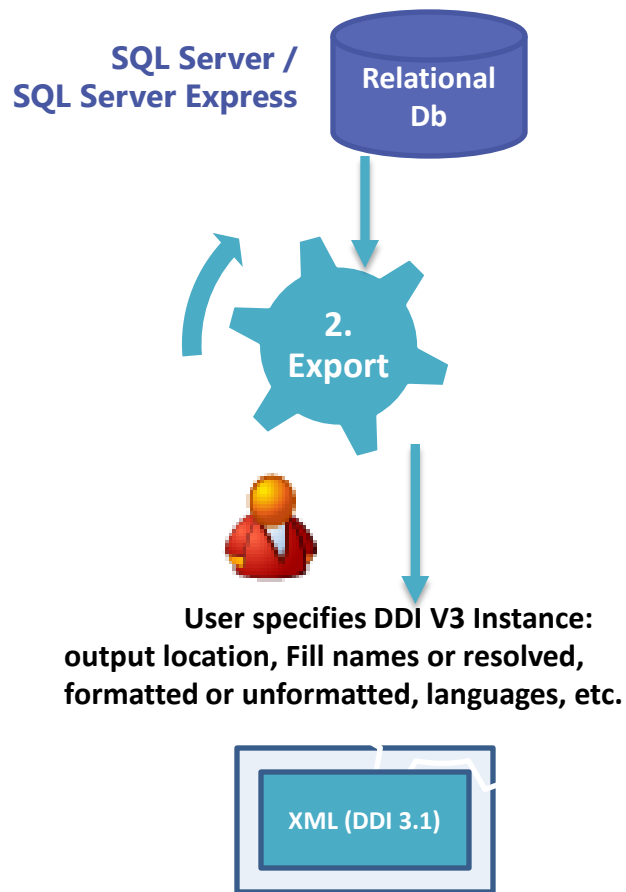 SQL Server /
SQL Server Express
Relational
Db
2.
Export
User specifies DDI V3 Instance:
output location, Fill names or resolved,
formatted or unformatted, languages, etc.
XML (DDI 3.1)